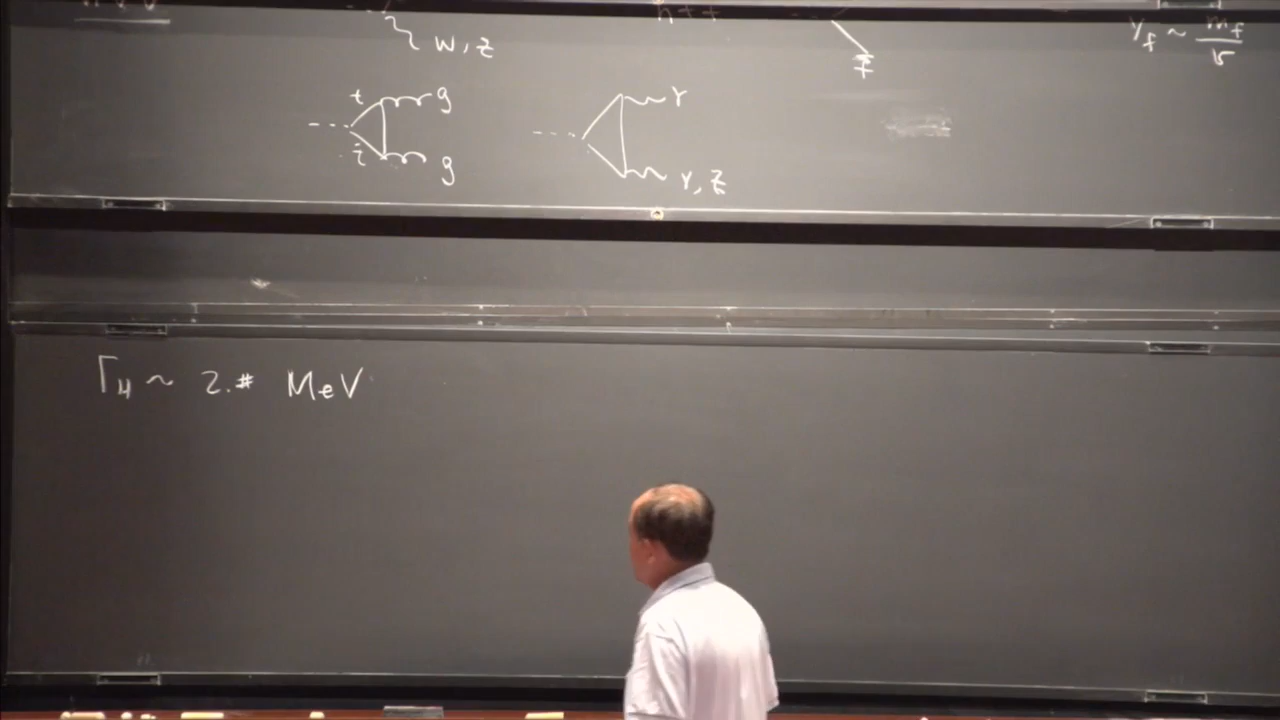 W, Z
f
y_f ~ m_f / v
t g
t̄ g
γ
γ, Z
Γ_H ~ 2.# MeV